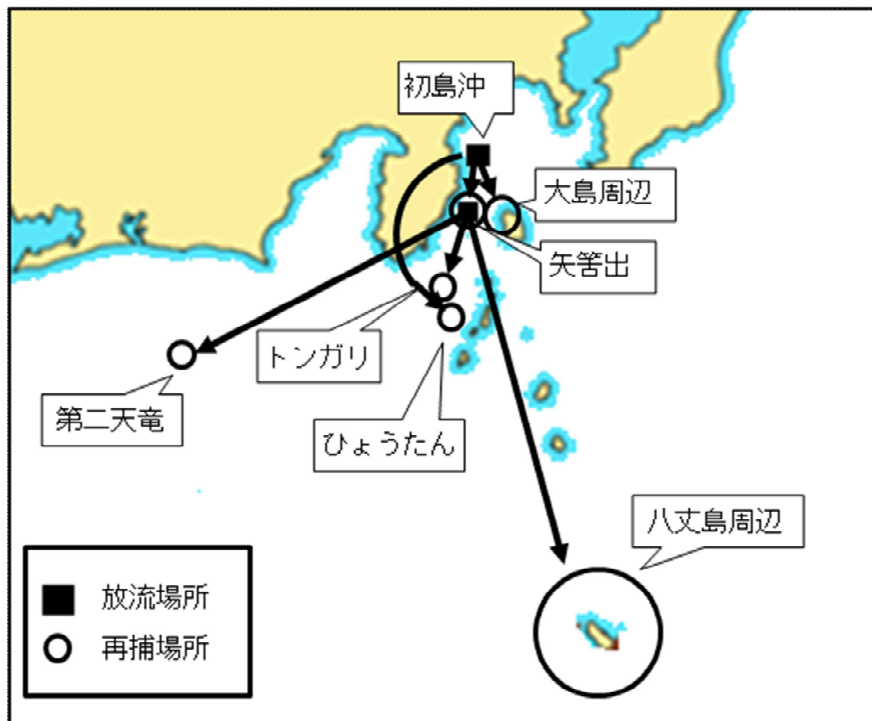 初島沖
大島周辺
矢筈出
トンガリ
第二天竜
ひょうたん
八丈島周辺
放流場所
再捕場所